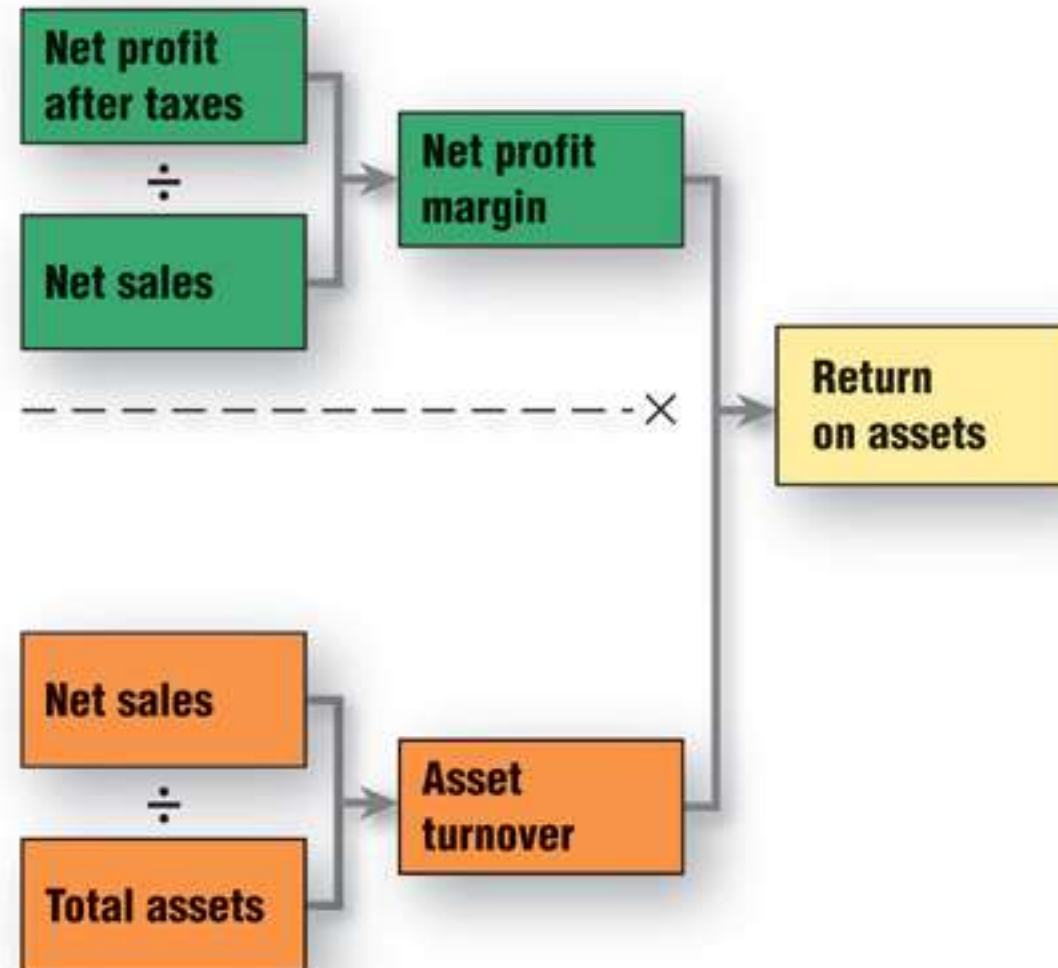 Net profit
after taxes
÷
Net sales
Net profit
margin
×
Return
on assets
Net sales
÷
Total assets
Asset
turnover